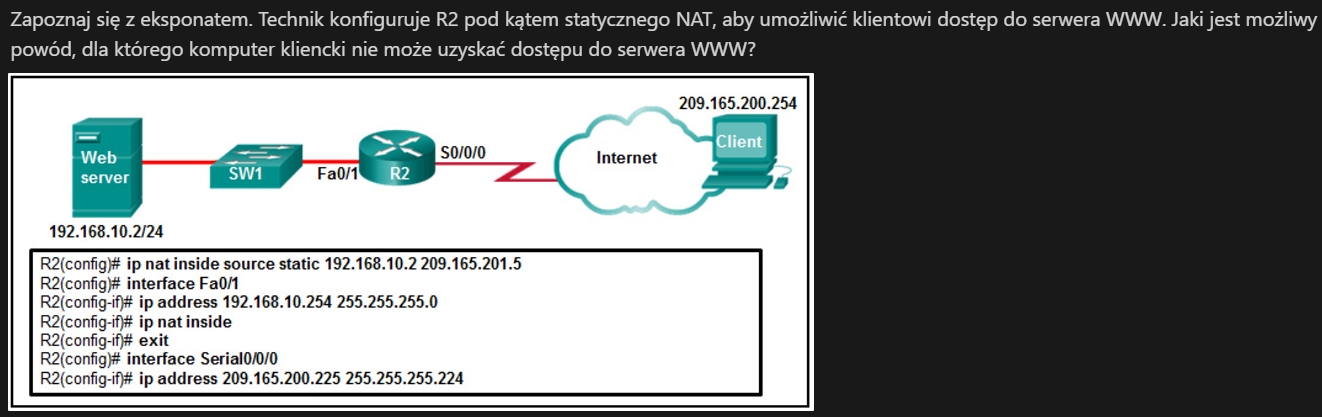 Zapoznaj się z eksponatem. Technik konfiguruje R2 pod kątem statycznego NAT, aby umożliwić klientowi dostęp do serwera WWW. Jaki jest możliwy
powód, dla którego komputer kliencki nie może uzyskać dostępu do serwera WWW?
209.165.200.254
Client
Internet
S0/0/0
R2
Fa0/1
SW1
Web
server
192.168.10.2/24
R2(config)# ip nat inside source static 192.168.10.2 209.165.201.5
R2(config)# interface Fa0/1
R2(config-if)# ip address 192.168.10.254 255.255.255.0
R2(config-if)# ip nat inside
R2(config-if)# exit
R2(config)# interface Serial0/0/0
R2(config-if)# ip address 209.165.200.225 255.255.255.224